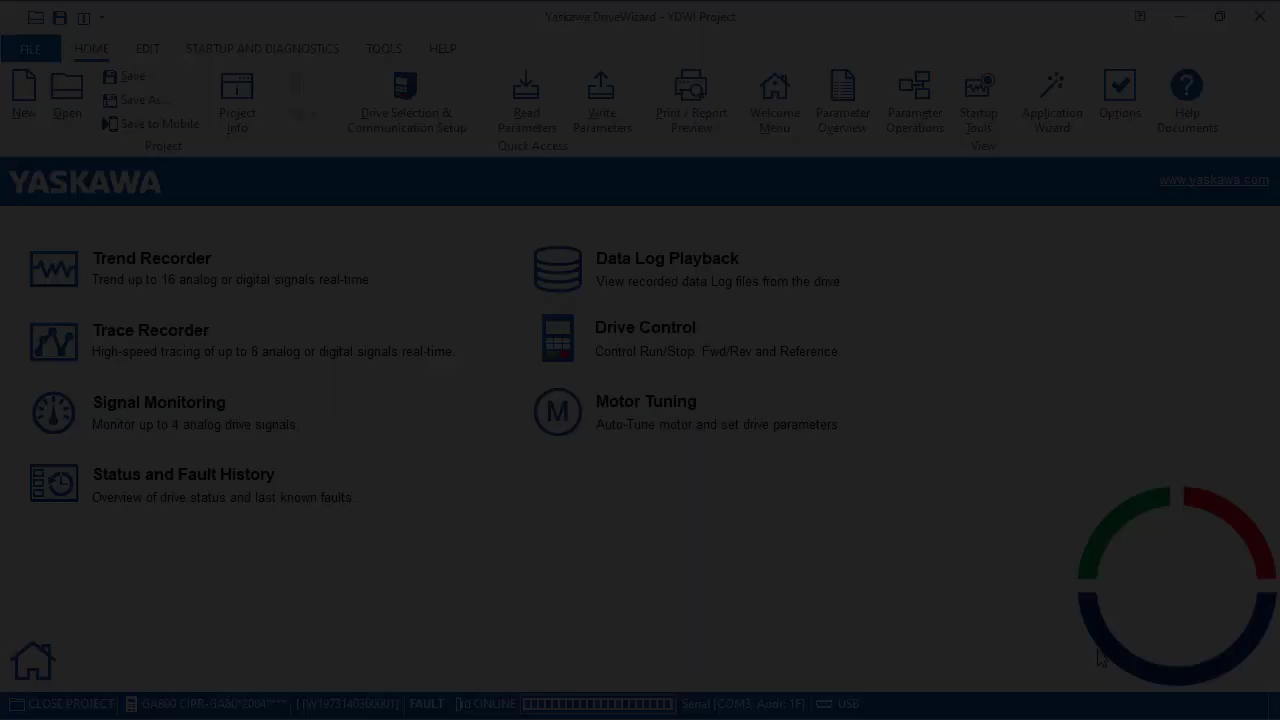 Yaskawa DriveWizard - YDWI Project
FILE HOME EDIT STARTUP AND DIAGNOSTICS TOOLS HELP
New
Open
Save
Save As...
Save to Mobile
Project
Project
Info
Drive Selection &
Communication Setup
Read
Parameters
Write
Parameters
Print / Report
Preview
Quick Access
Welcome
Menu
Parameter
Overview
Parameter
Operations
Startup
Tools
Application
Wizard
Options
Help
Documents
View
YASKAWA
www.yaskawa.com
Trend Recorder
Trend up to 16 analog or digital signals real-time
Trace Recorder
High-speed tracing of up to 6 analog or digital signals real-time.
Signal Monitoring
Monitor up to 4 analog drive signals.
Status and Fault History
Overview of drive status and last known faults.
Data Log Playback
View recorded data Log files from the drive
Drive Control
Control Run/Stop, Fwd/Rev and Reference
M
Motor Tuning
Auto-Tune motor and set drive parameters
CLOSE PROJECT GA800 FAULT ONLINE Serial [COM3, Addr: 1F] USB